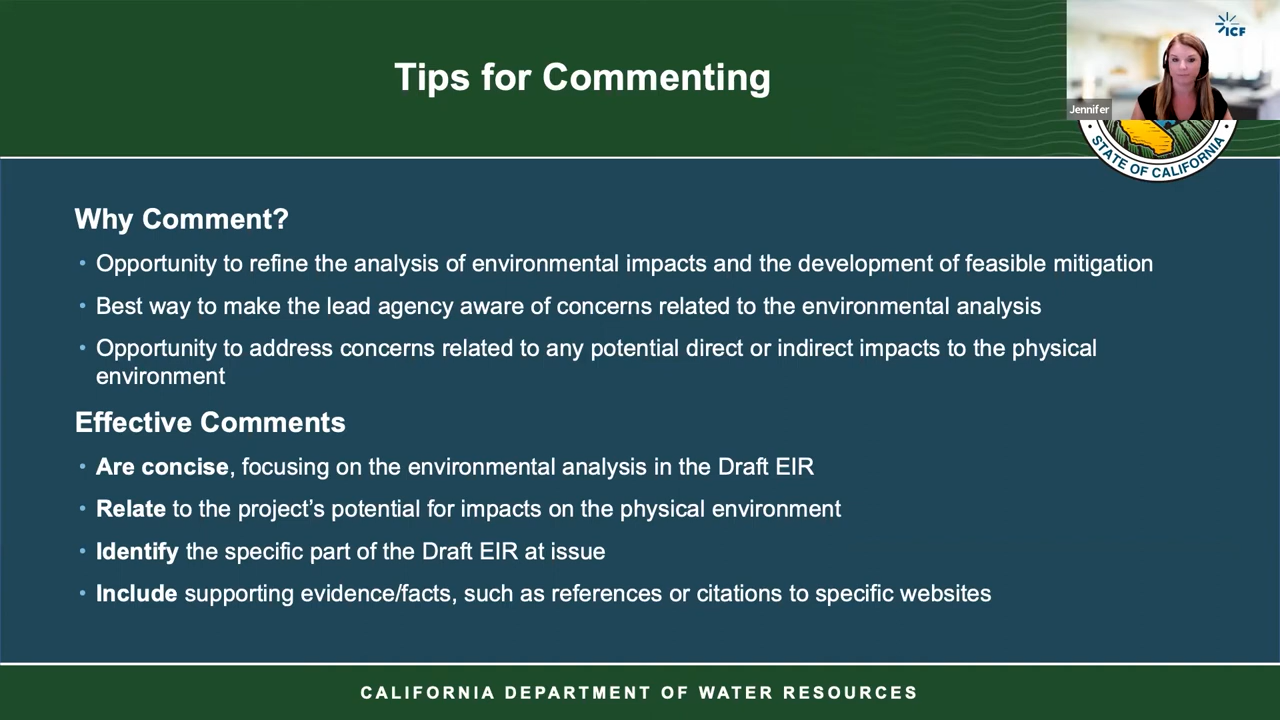 Tips for Commenting
ICF
Jennifer
STATE OF CALIFORNIA
Why Comment?
• Opportunity to refine the analysis of environmental impacts and the development of feasible mitigation
• Best way to make the lead agency aware of concerns related to the environmental analysis
• Opportunity to address concerns related to any potential direct or indirect impacts to the physical
environment
Effective Comments
• Are concise, focusing on the environmental analysis in the Draft EIR
• Relate to the project’s potential for impacts on the physical environment
• Identify the specific part of the Draft EIR at issue
• Include supporting evidence/facts, such as references or citations to specific websites
CALIFORNIA DEPARTMENT OF WATER RESOURCES